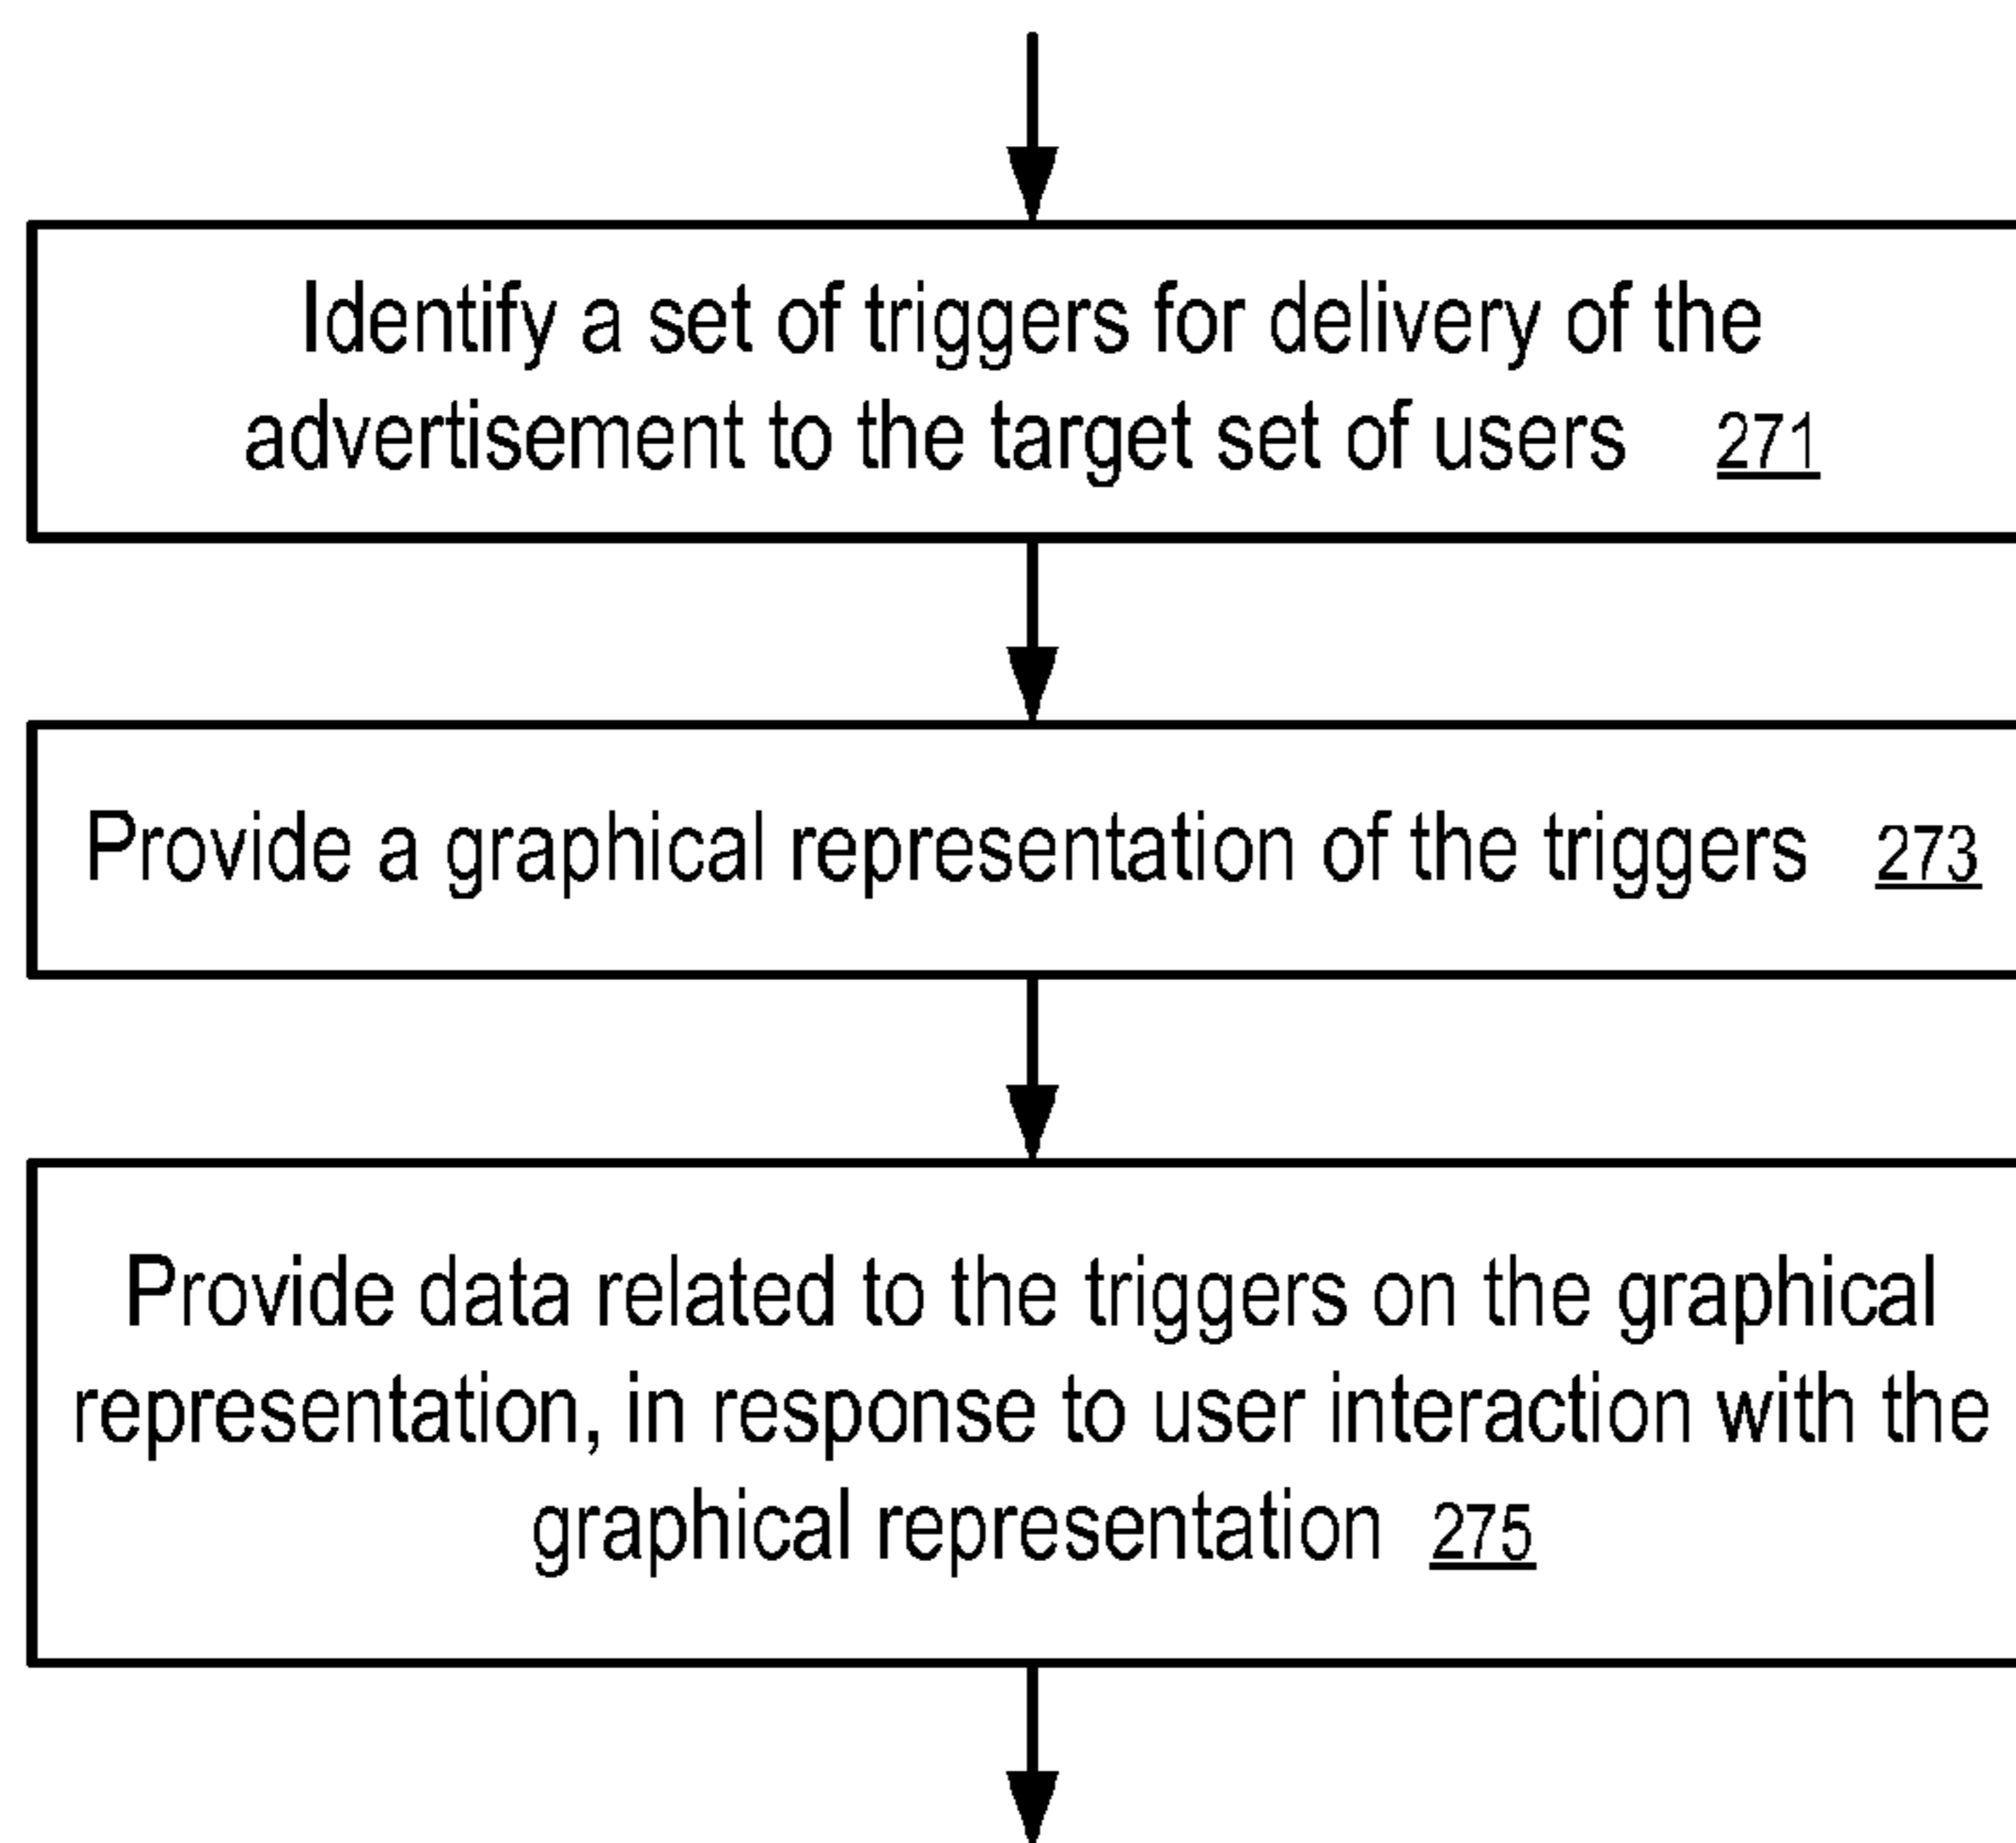 Identify a set of triggers for delivery of the
advertisement to the target set of users 271
Provide a graphical representation of the triggers 273
Provide data related to the triggers on the graphical
representation, in response to user interaction with the
graphical representation 275